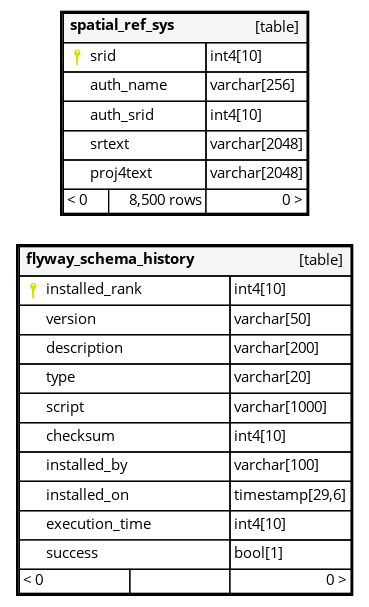 spatial_ref_sys [table]
srid int4[10]
auth_name varchar[256]
auth_srid int4[10]
srtext varchar[2048]
proj4text varchar[2048]
< 0 8,500 rows 0 >
flyway_schema_history [table]
installed_rank int4[10]
version varchar[50]
description varchar[200]
type varchar[20]
script varchar[1000]
checksum int4[10]
installed_by varchar[100]
installed_on timestamp[29,6]
execution_time int4[10]
success bool[1]
< 0 0 >